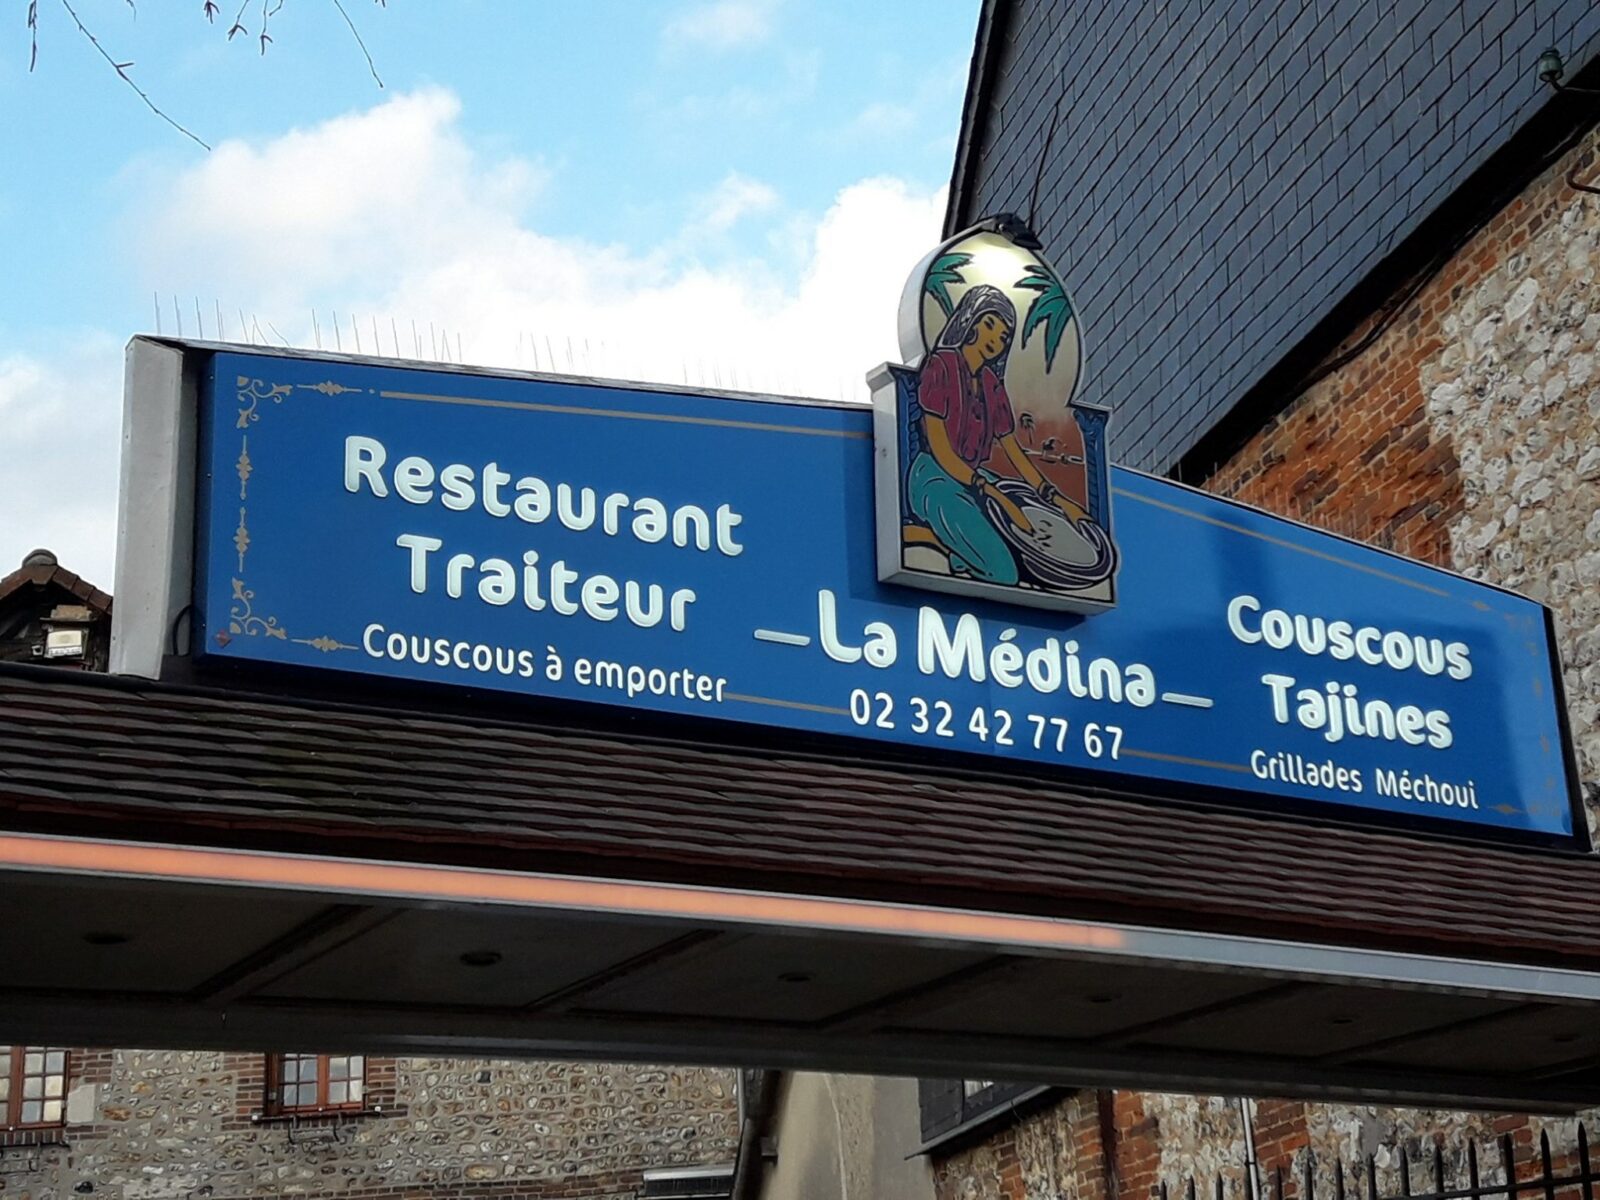 Restaurant
Traiteur
Couscous à emporter
La Médina
02 32 42 77 67
Couscous
Tajines
Grillades Méchoui